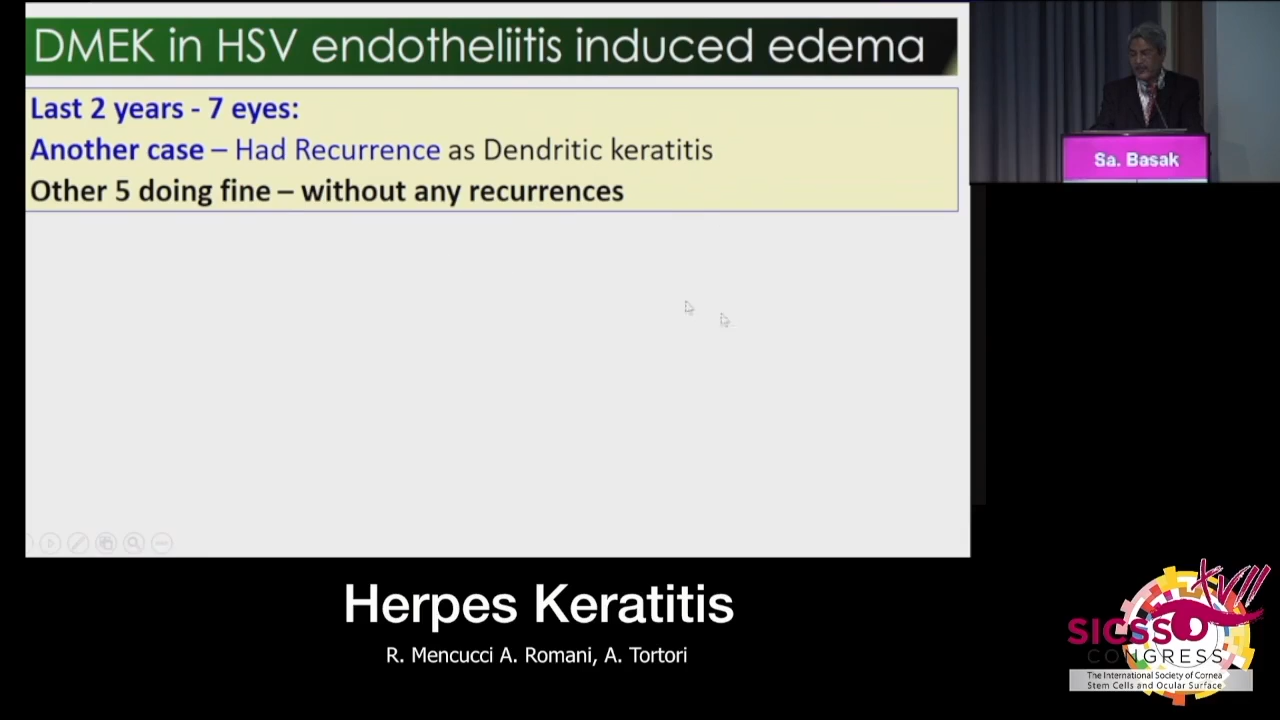 DMEK in HSV endotheliitis induced edema
Last 2 years - 7 eyes:
Another case – Had Recurrence as Dendritic keratitis
Other 5 doing fine – without any recurrences
Sa. Basak
Herpes Keratitis
R. Mencucci A. Romani, A. Tortori
XVII
SICSSO
CONGRESS
The International Society of Cornea
Stem Cells and Ocular Surface